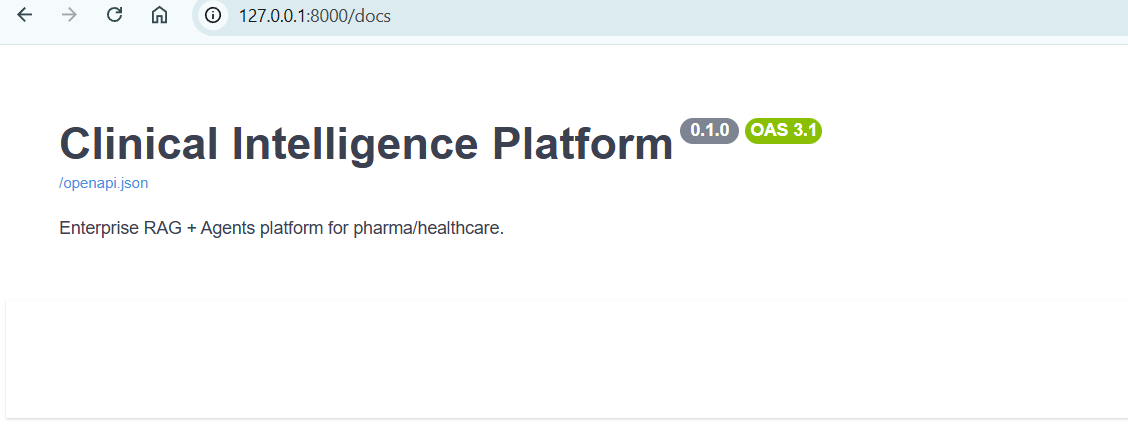 127.0.0.1:8000/docs
Clinical Intelligence Platform 0.1.0 OAS 3.1
/openapi.json
Enterprise RAG + Agents platform for pharma/healthcare.